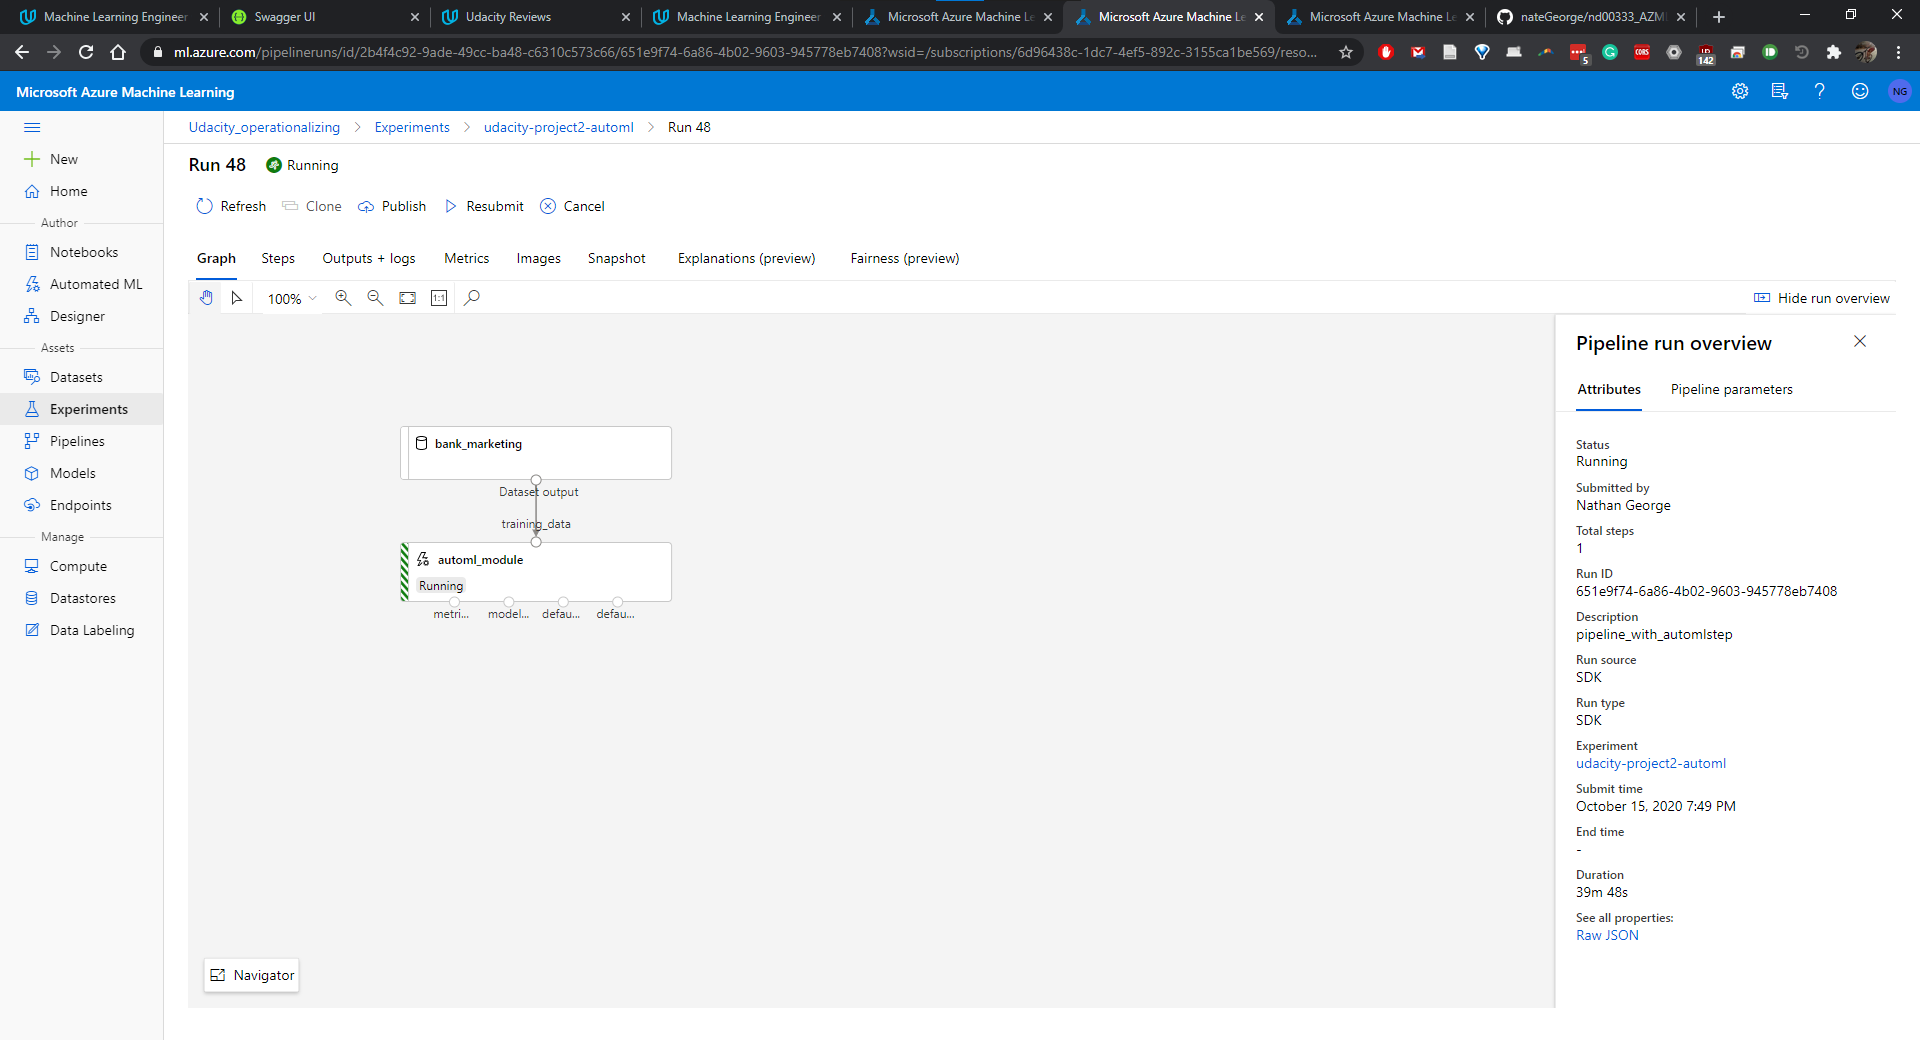 Machine Learning Engineer
Swagger UI
Udacity Reviews
Machine Learning Engineer
Microsoft Azure Machine Le
Microsoft Azure Machine Le
Microsoft Azure Machine Le
nateGeorge/nd00333_AZM
ml.azure.com/pipelineruns/id/2b4f4c92-9ade-49cc-ba48-c6310c573c66/651e9f74-6a86-4b02-9603-945778eb7408?wsid=/subscriptions/6d96438c-1dc7-4ef5-892c-3155ca1be569/reso...
5
CORS
142
Microsoft Azure Machine Learning
NG
Udacity_operationalizing > Experiments > udacity-project2-automl > Run 48
Run 48
Running
Refresh
Clone
Publish
Resubmit
Cancel
Graph
Steps
Outputs + logs
Metrics
Images
Snapshot
Explanations (preview)
Fairness (preview)
100%
1:1
Hide run overview
New
Home
Author
Notebooks
Automated ML
Designer
Assets
Datasets
Experiments
Pipelines
Models
Endpoints
Manage
Compute
Datastores
Data Labeling
bank_marketing
Dataset output
training_data
automl_module
Running
metri...
model...
defau...
defau...
Navigator
Pipeline run overview
Attributes
Pipeline parameters
Status
Running
Submitted by
Nathan George
Total steps
1
Run ID
651e9f74-6a86-4b02-9603-945778eb7408
Description
pipeline_with_automlstep
Run source
SDK
Run type
SDK
Experiment
udacity-project2-automl
Submit time
October 15, 2020 7:49 PM
End time
-
Duration
39m 48s
See all properties:
Raw JSON